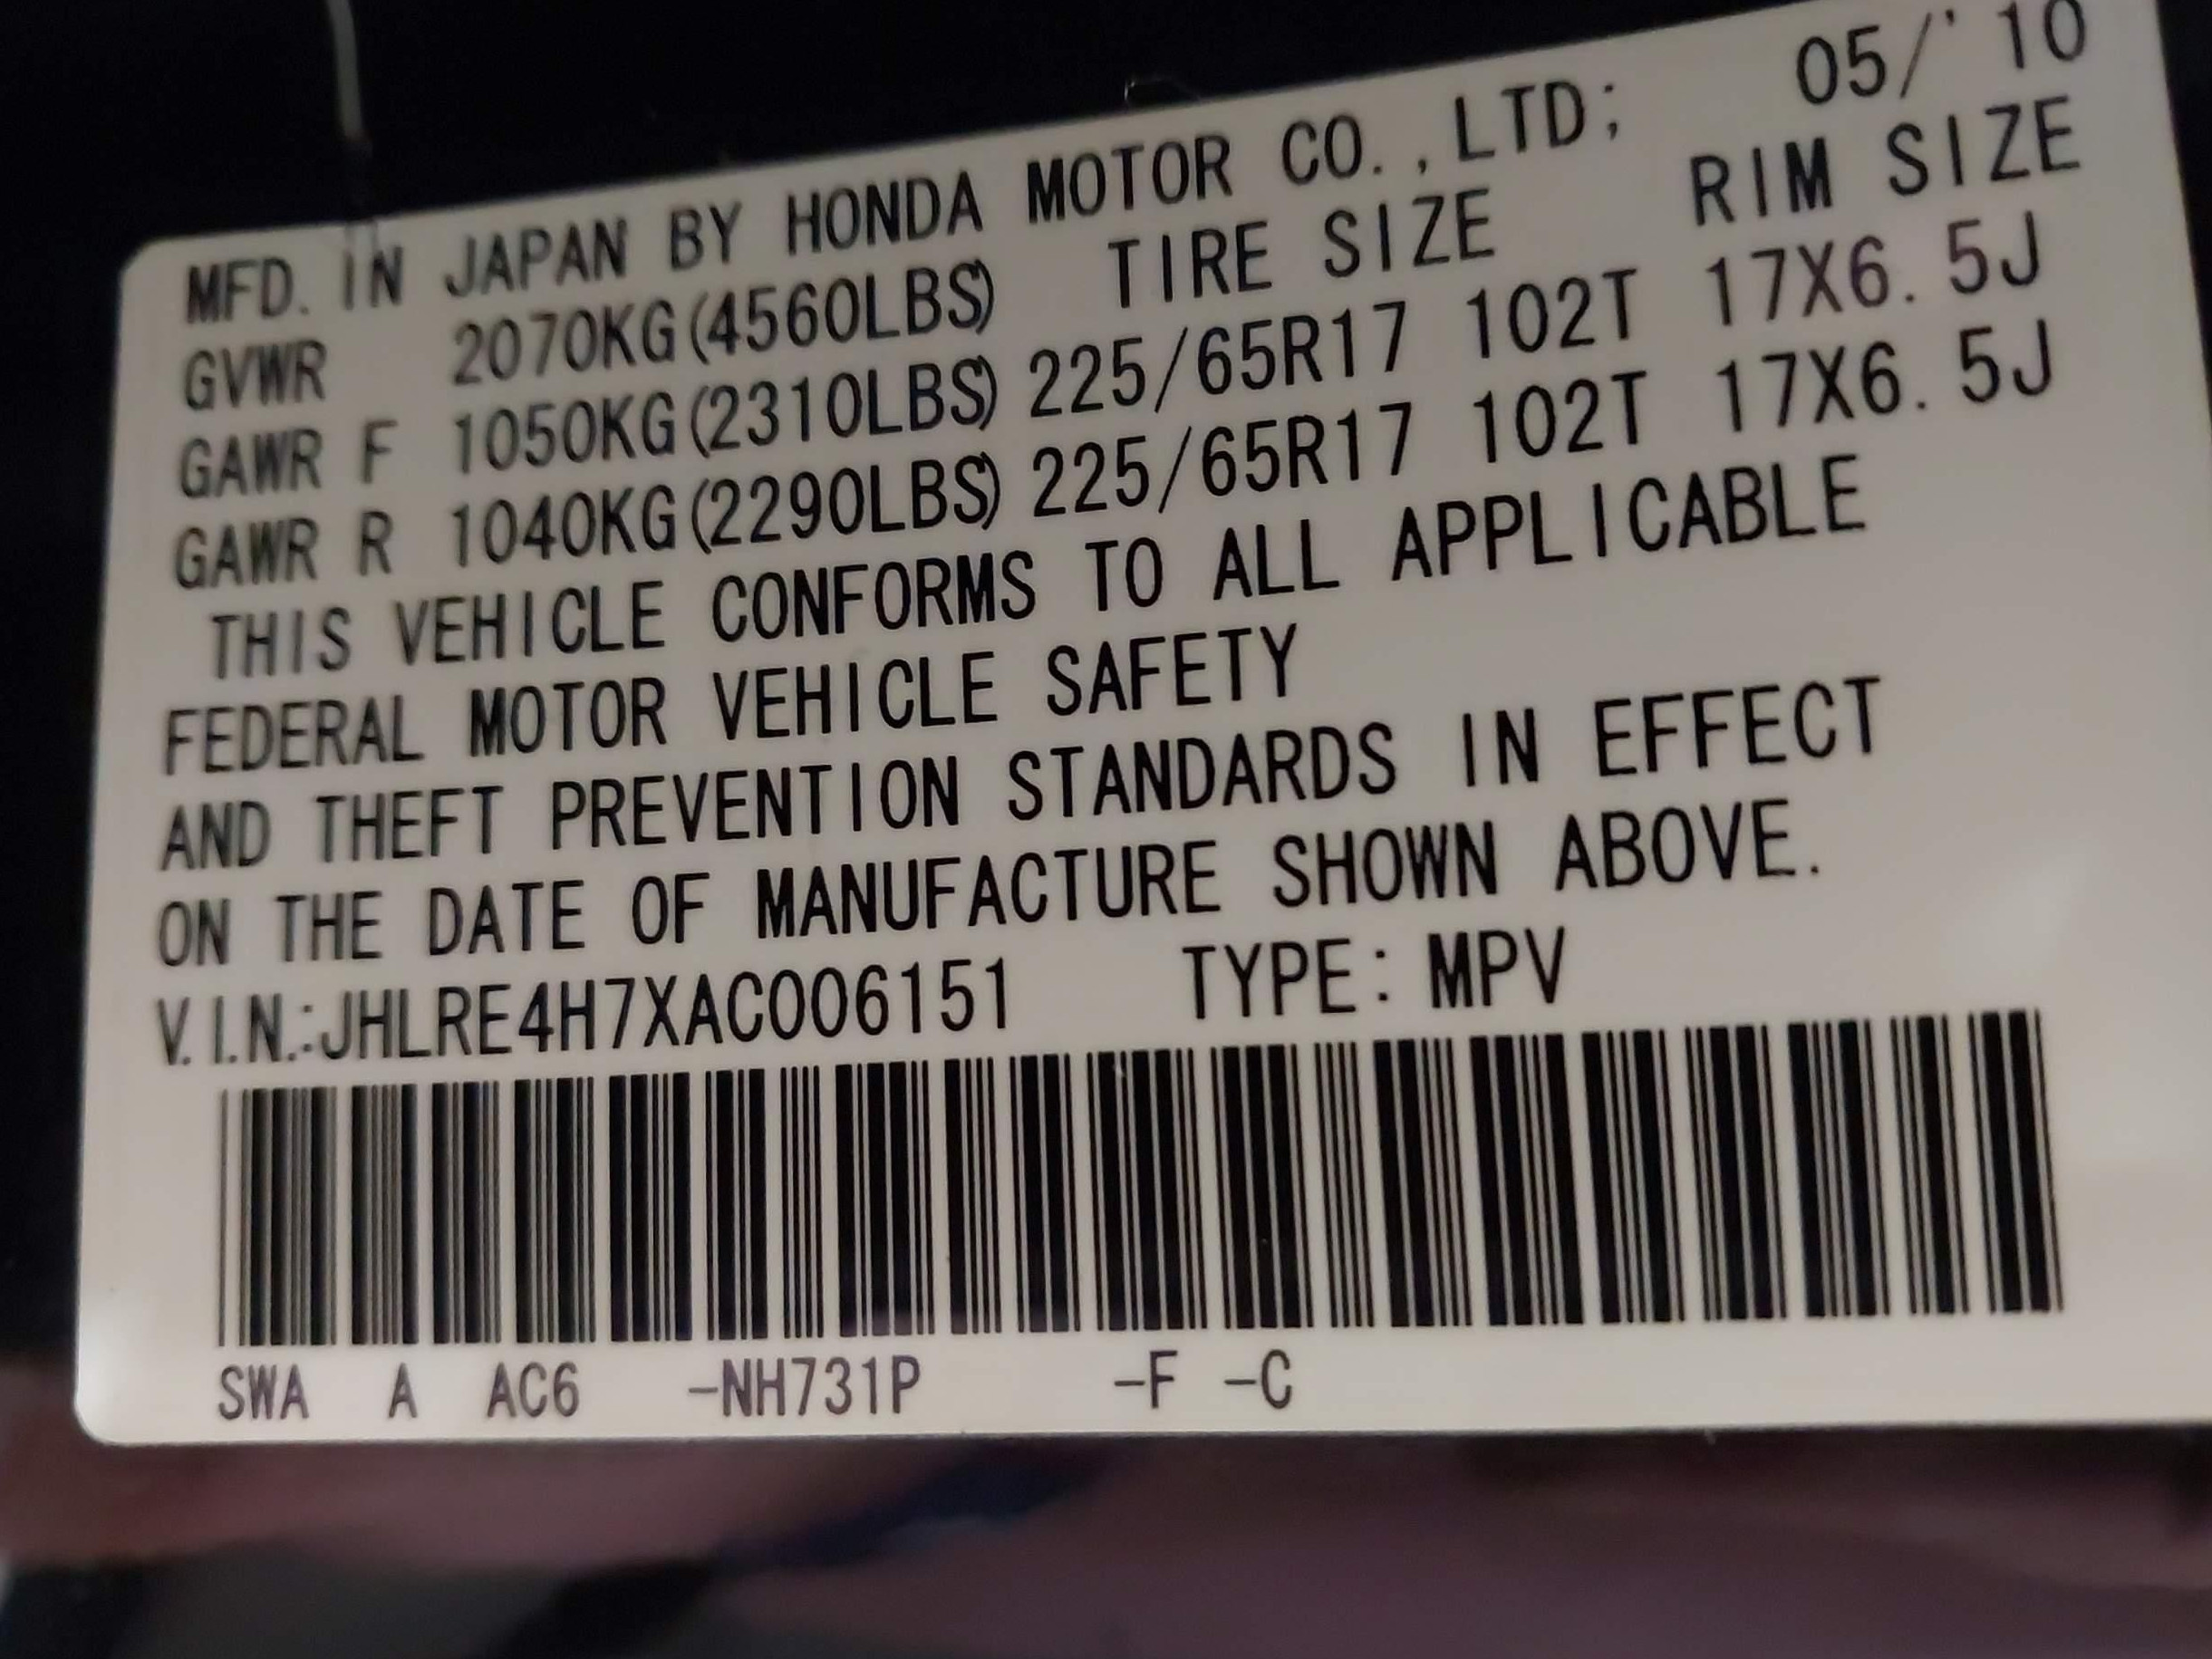 MFD. IN JAPAN BY HONDA MOTOR CO.,LTD; 05/'10
GVWR 2070KG(4560LBS) TIRE SIZE RIM SIZE
GAWR F 1050KG(2310LBS) 225/65R17 102T 17X6.5J
GAWR R 1040KG(2290LBS) 225/65R17 102T 17X6.5J
THIS VEHICLE CONFORMS TO ALL APPLICABLE
FEDERAL MOTOR VEHICLE SAFETY
AND THEFT PREVENTION STANDARDS IN EFFECT
ON THE DATE OF MANUFACTURE SHOWN ABOVE.
V.I.N.:JHLRE4H7XAC006151 TYPE: MPV
SWA A AC6 -NH731P -F -C